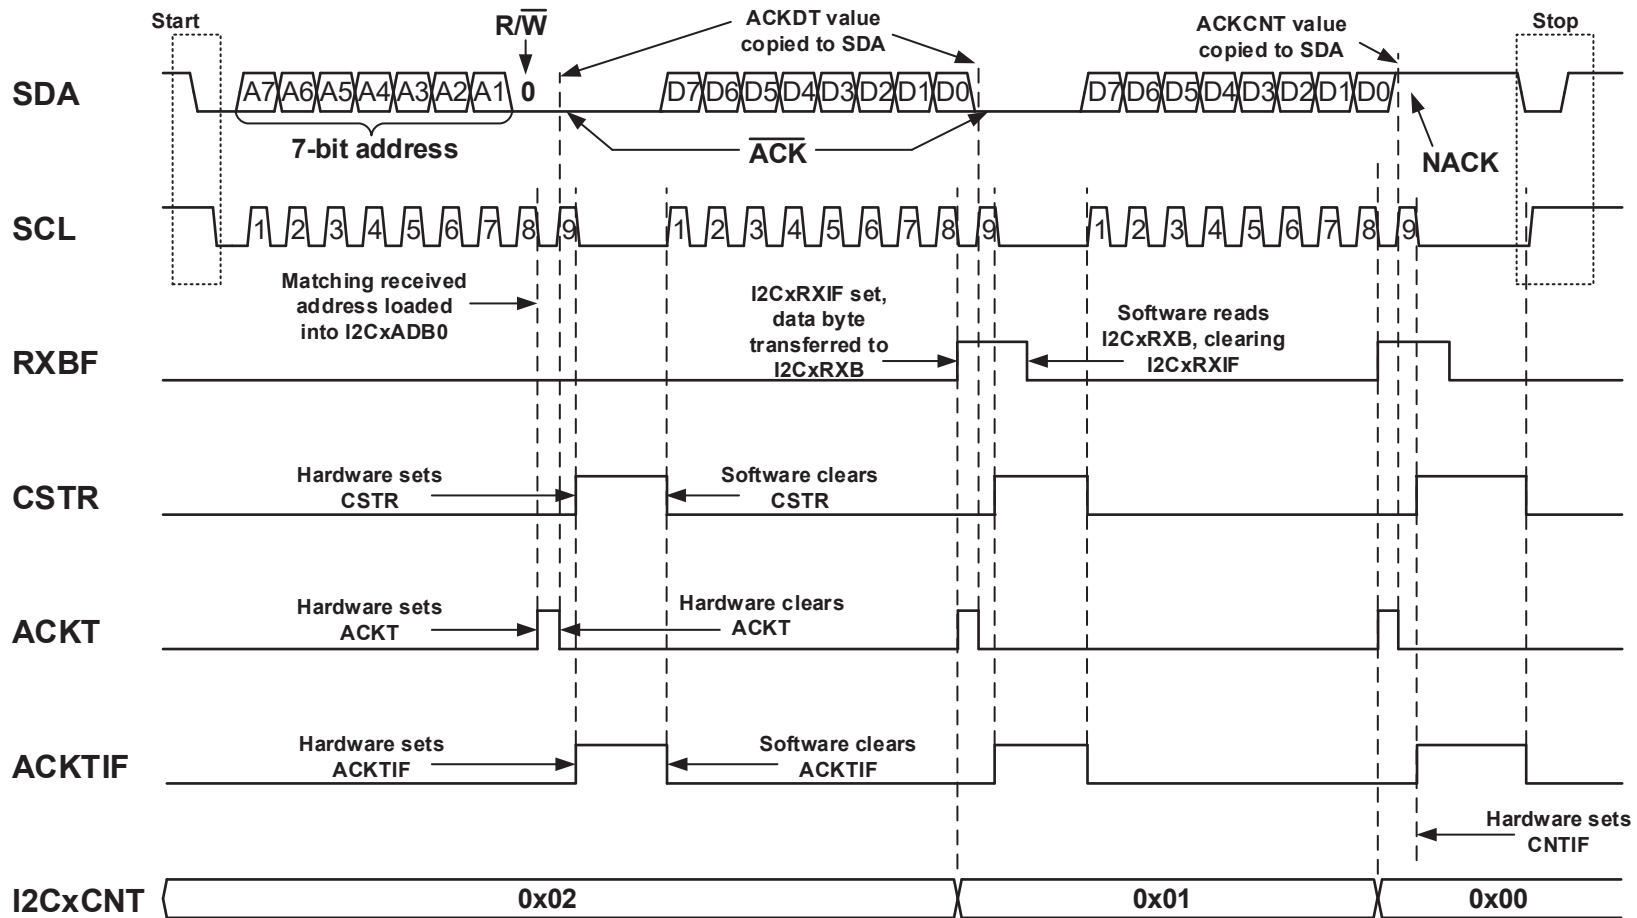 Start
R/W
ACKDT value
copied to SDA
ACKCNT value
copied to SDA
Stop
SDA
A7 A6 A5 A4 A3 A2 A1 0
D7 D6 D5 D4 D3 D2 D1 D0
D7 D6 D5 D4 D3 D2 D1 D0
7-bit address
ACK
NACK
SCL
1 2 3 4 5 6 7 8 9
1 2 3 4 5 6 7 8 9
1 2 3 4 5 6 7 8 9
Matching received
address loaded
into I2CxADB0
I2CxRXIF set,
data byte
transferred to
I2CxRXB
Software reads
I2CxRXB, clearing
I2CxRXIF
RXBF
CSTR
Hardware sets
CSTR
Software clears
CSTR
ACKT
Hardware sets
ACKT
Hardware clears
ACKT
ACKTIF
Hardware sets
ACKTIF
Software clears
ACKTIF
Hardware sets
CNTIF
I2CxCNT
0x02
0x01
0x00